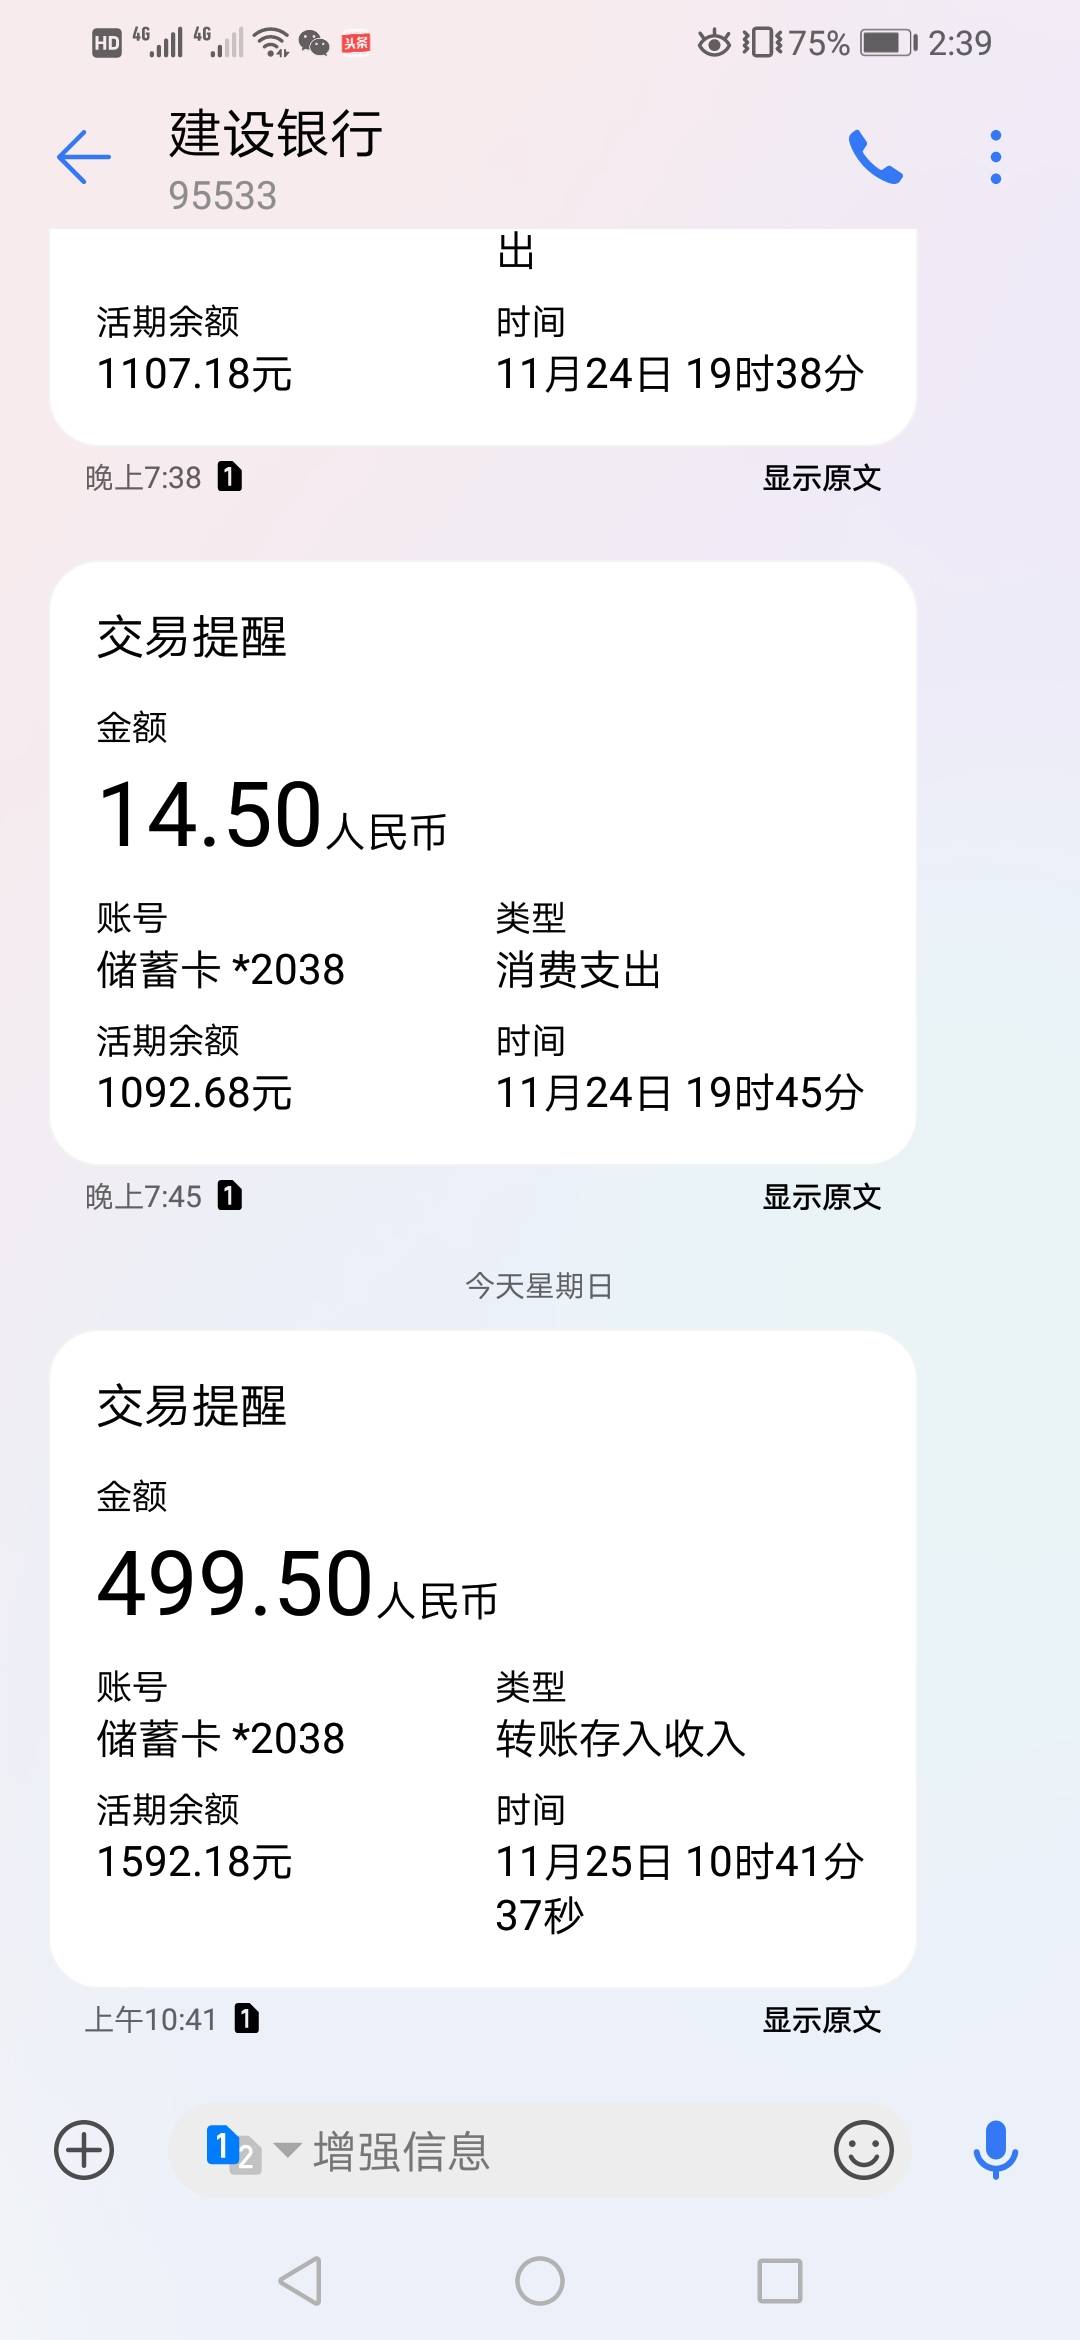 HD 4G 4G 头条 75% 2:39
建设银行
95533
出
活期余额 时间
1107.18元 11月24日 19时38分
晚上7:38 1 显示原文
交易提醒
金额
14.50人民币
账号 类型
储蓄卡 *2038 消费支出
活期余额 时间
1092.68元 11月24日 19时45分
晚上7:45 1 显示原文
今天星期日
交易提醒
金额
499.50人民币
账号 类型
储蓄卡 *2038 转账存入收入
活期余额 时间
1592.18元 11月25日 10时41分
37秒
上午10:41 1 显示原文
1 2 增强信息